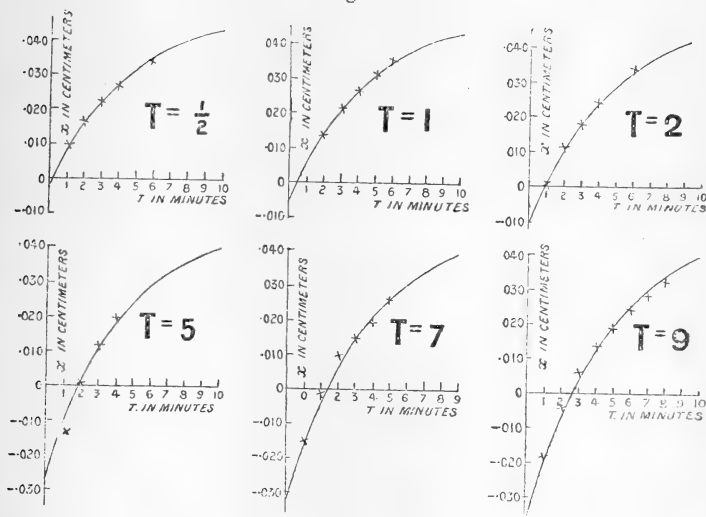 .040
.030
.020
.010
0
-.010
x IN CENTIMETERS
T = 1/2
1 2 3 4 5 6 7 8 9 10
T IN MINUTES
.040
.030
.020
.010
0
-.010
x IN CENTIMETERS
T = 1
1 2 3 4 5 6 7 8 9 10
T IN MINUTES
.040
.030
.020
.010
0
-.010
x IN CENTIMETERS
T = 2
1 2 3 4 5 6 7 8 9 10
T IN MINUTES
.040
.030
.020
.010
0
-.010
-.020
-.030
x IN CENTIMETERS
T = 5
1 2 3 4 5 6 7 8 9 10
T. IN MINUTES
.040
.030
.020
.010
0
-.010
-.020
-.030
x IN CENTIMETERS
T = 7
0 1 2 3 4 5 6 7 8 9
T IN MINUTES
.040
.030
.020
.010
0
-.010
-.020
-.030
x IN CENTIMETERS
T = 9
1 2 3 4 5 6 7 8 9 10
T. IN MINUTES